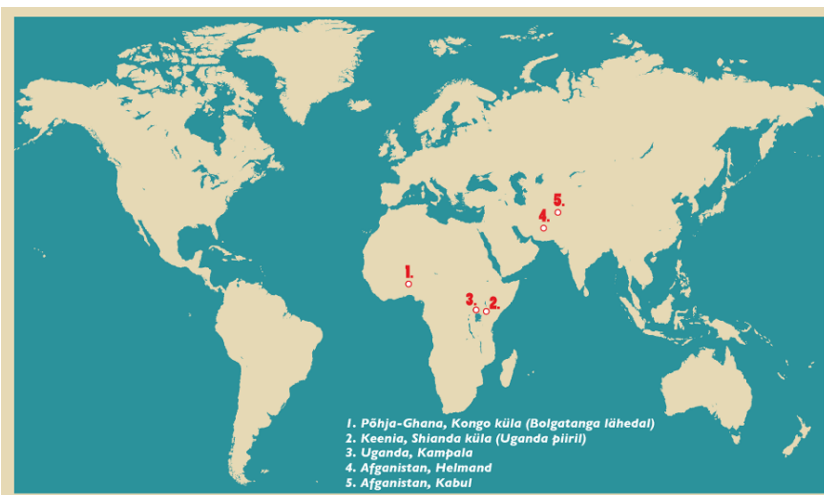 5.
4.
1.
3.
2.
1. Põhja-Ghana, Kongo küla (Bolgatanga lähedal)
2. Keenia, Shianda küla (Uganda piiril)
3. Uganda, Kampala
4. Afganistan, Helmand
5. Afganistan, Kabul